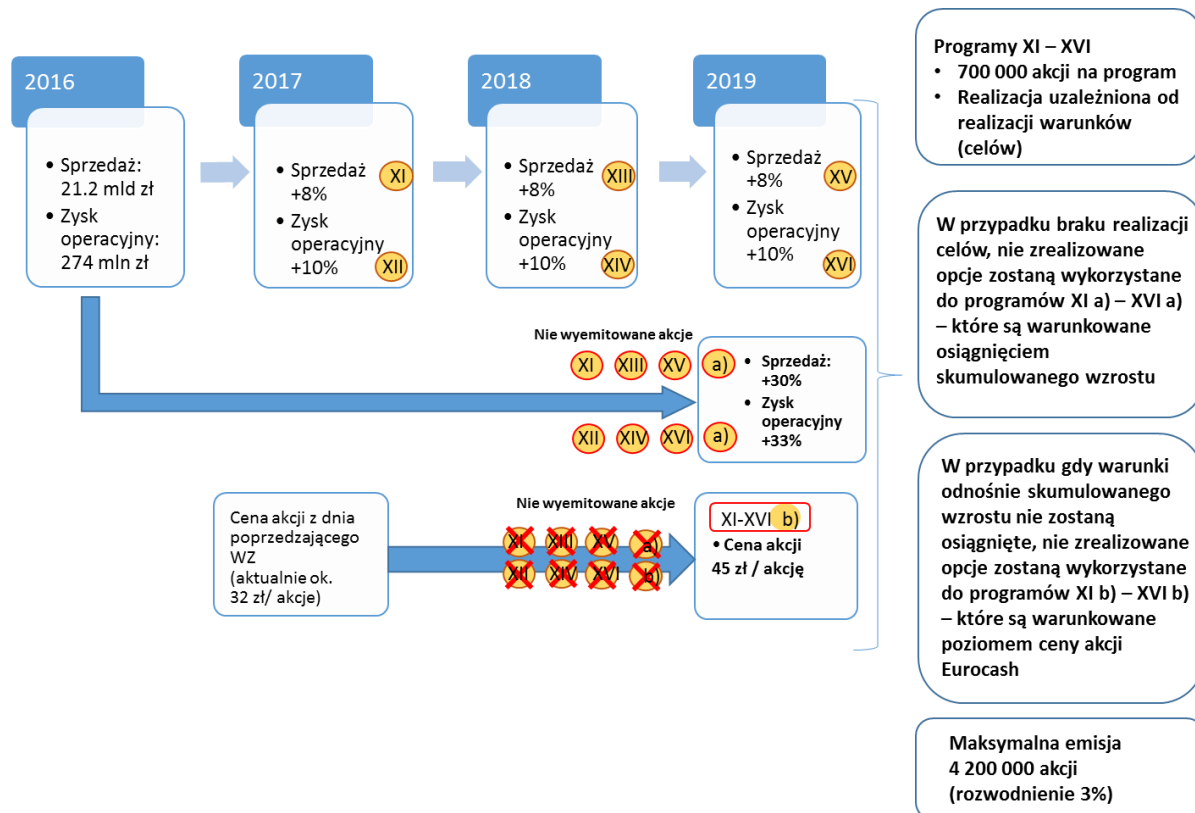 2016
• Sprzedaż:
21.2 mld zł
• Zysk
operacyjny:
274 mln zł
2017
• Sprzedaż
+8%
XI
• Zysk
operacyjny
+10%
XII
2018
• Sprzedaż
+8%
XIII
• Zysk
operacyjny
+10%
XIV
2019
• Sprzedaż
+8%
XV
• Zysk
operacyjny
+10%
XVI
Nie wyemitowane akcje
XI XIII XV a)
XII XIV XVI a)
• Sprzedaż:
+30%
• Zysk
operacyjny
+33%
Cena akcji z dnia
poprzedzającego
WZ
(aktualnie ok.
32 zł/ akcje)
Nie wyemitowane akcje
XI XIII XV a)
XII XIV XVI b)
XI-XVI b)
• Cena akcji
45 zł / akcję
Programy XI – XVI
• 700 000 akcji na program
• Realizacja uzależniona od
realizacji warunków
(celów)
W przypadku braku realizacji
celów, nie zrealizowane
opcje zostaną wykorzystane
do programów XI a) – XVI a)
– które są warunkowane
osiągnięciem
skumulowanego wzrostu
W przypadku gdy warunki
odnośnie skumulowanego
wzrostu nie zostaną
osiągnięte, nie zrealizowane
opcje zostaną wykorzystane
do programów XI b) – XVI b)
– które są warunkowane
poziomem ceny akcji
Eurocash
Maksymalna emisja
4 200 000 akcji
(rozwodnienie 3%)